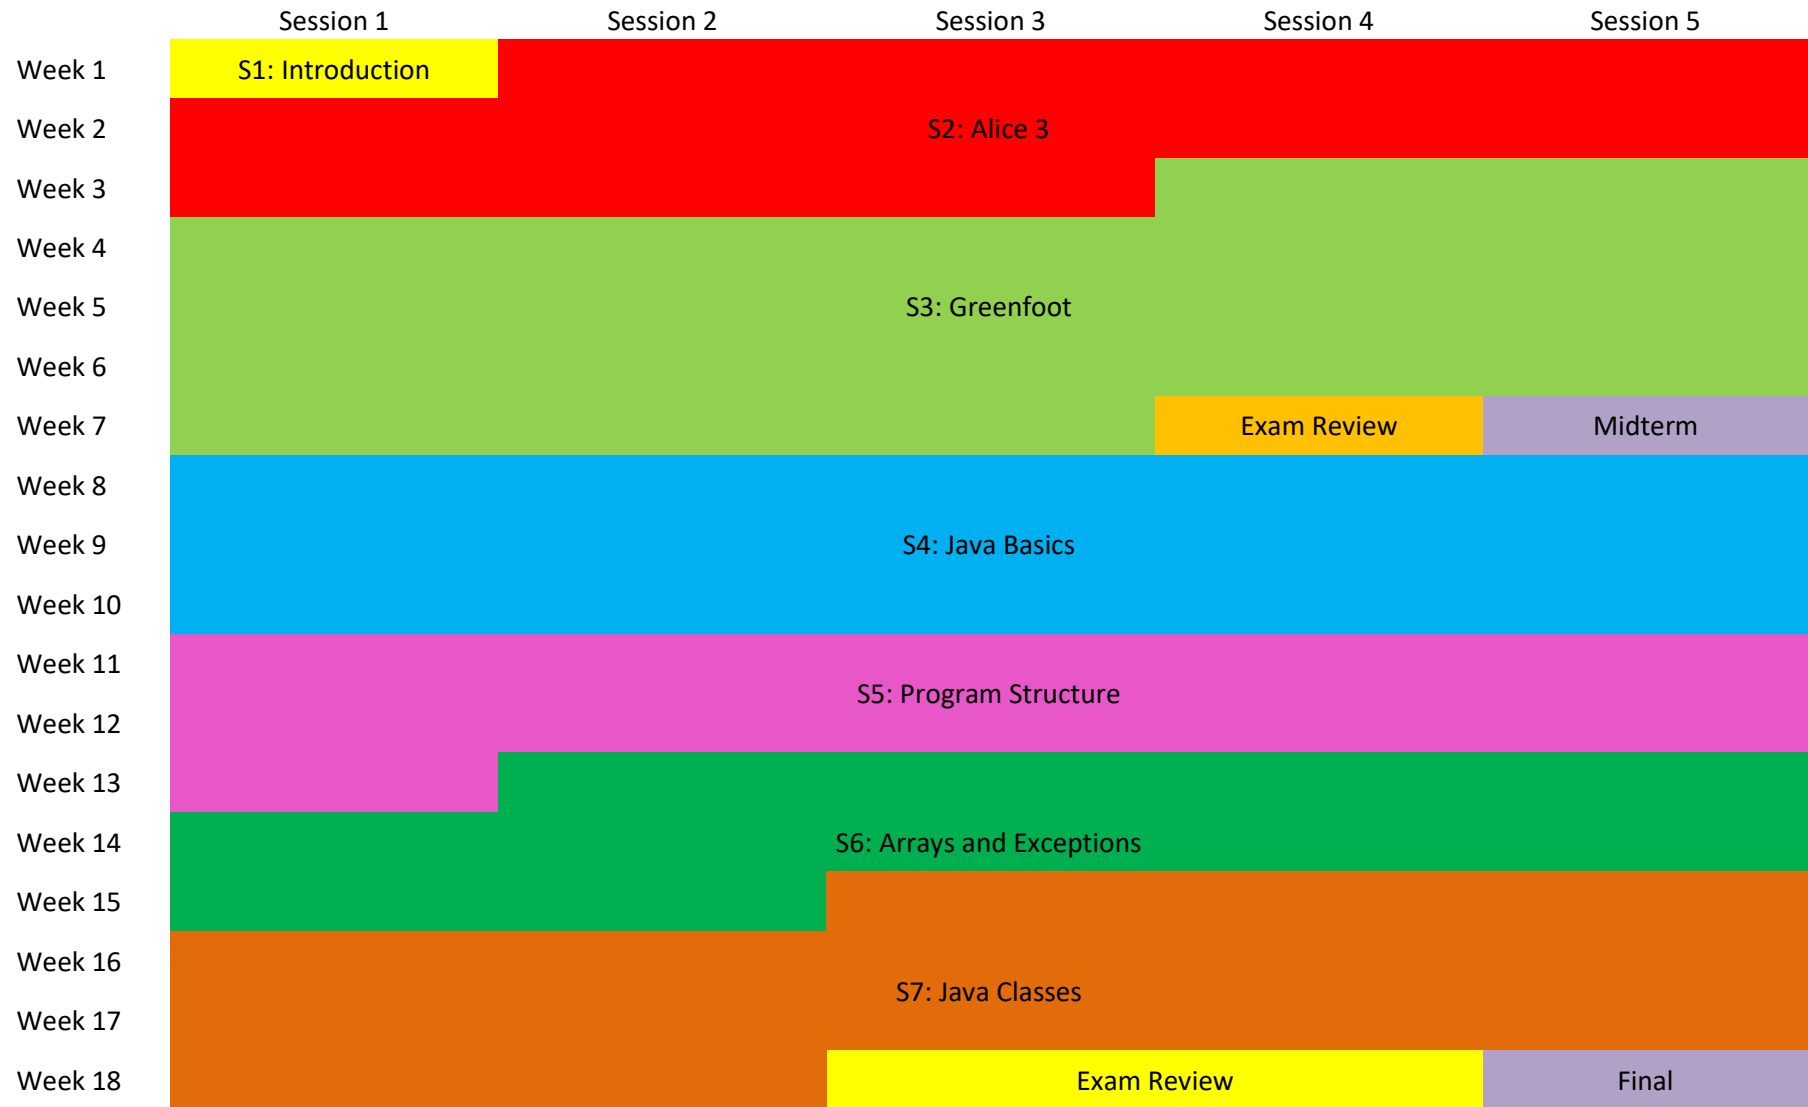 Session 1 Session 2 Session 3 Session 4 Session 5
Week 1 S1: Introduction
Week 2 S2: Alice 3
Week 3
Week 4
Week 5 S3: Greenfoot
Week 6
Week 7 Exam Review Midterm
Week 8
Week 9 S4: Java Basics
Week 10
Week 11
S5: Program Structure
Week 12
Week 13
Week 14 S6: Arrays and Exceptions
Week 15
Week 16
S7: Java Classes
Week 17
Week 18 Exam Review Final